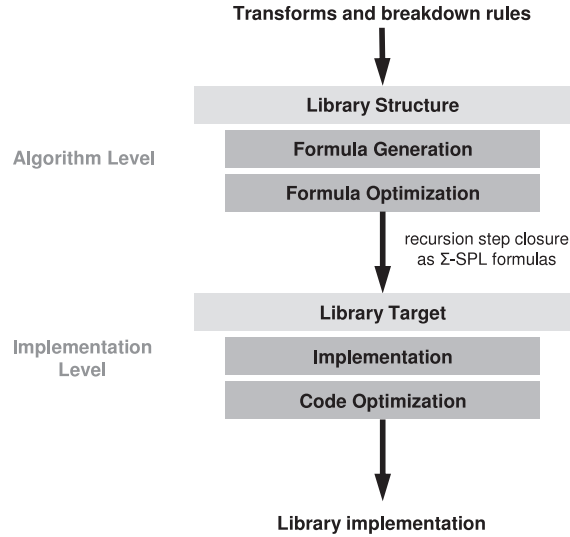 Transforms and breakdown rules
Library Structure
Algorithm Level
Formula Generation
Formula Optimization
recursion step closure
as Σ-SPL formulas
Library Target
Implementation
Level
Implementation
Code Optimization
Library implementation